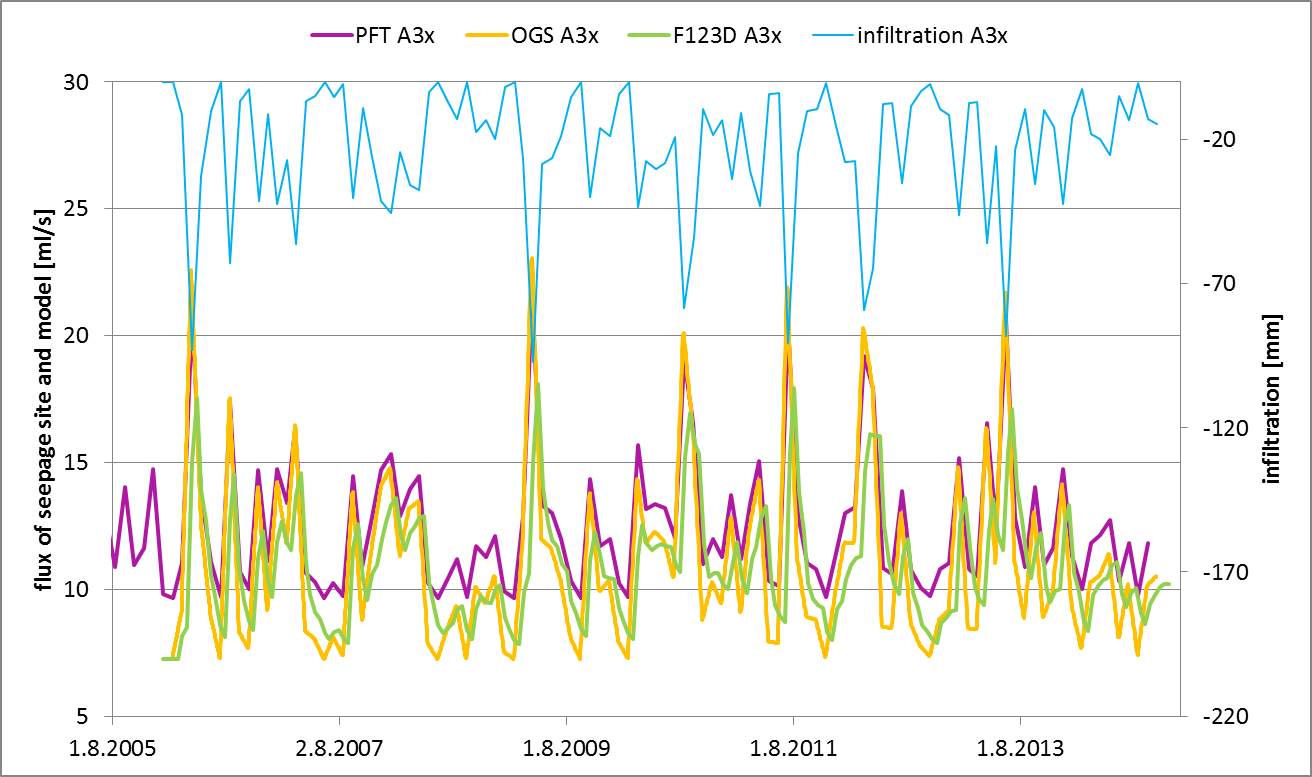 PFT A3x OGS A3x F123D A3x infiltration A3x
flux of seepage site and model [ml/s]
30
25
20
15
10
5
-20
-70
-120
-170
-220
infiltration [mm]
1.8.2005 2.8.2007 1.8.2009 1.8.2011 1.8.2013